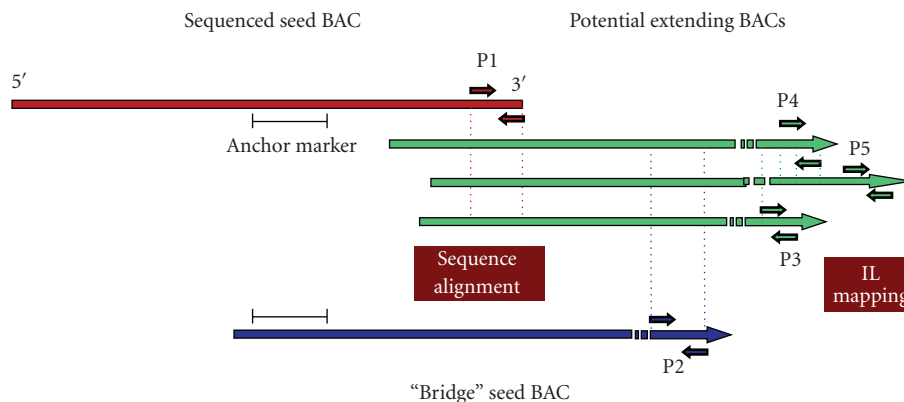 Sequenced seed BAC
Potential extending BACs
5′
P1
3′
P4
Anchor marker
P5
P3
Sequence
alignment
IL
mapping
P2
“Bridge” seed BAC